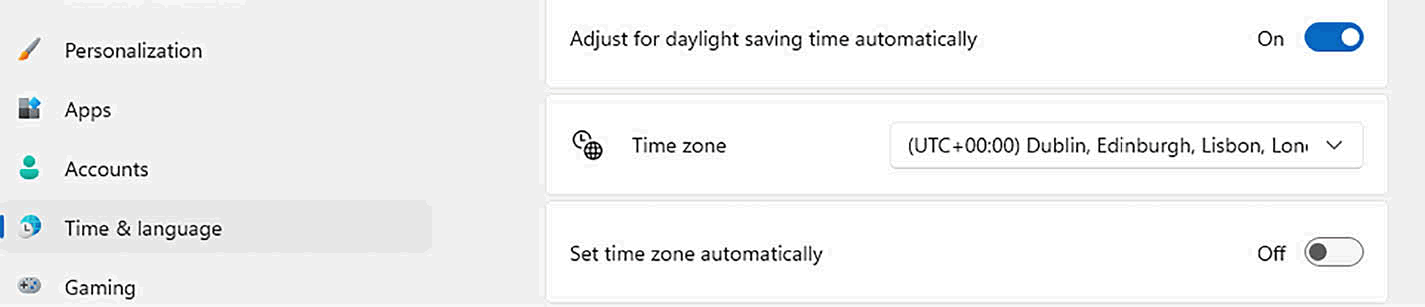 Personalization
Apps
Accounts
Time & language
Gaming
Adjust for daylight saving time automatically On
Time zone (UTC+00:00) Dublin, Edinburgh, Lisbon, Lon
Set time zone automatically Off